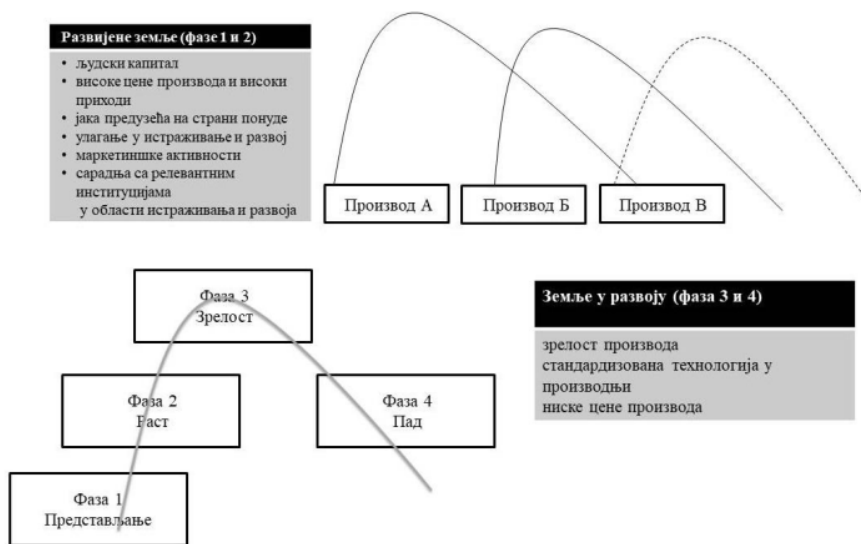 Развијене земље (фазе 1 и 2)
• људски капитал
• високе цене производа и високи
приходи
• јака предузећа на страни понуде
• улагање у истраживање и развој
• маркетиншке активности
• сарадња са релевантним
институцијама
у области истраживања и развоја
Производ А
Производ Б
Производ В
Фаза 3
Зрелост
Фаза 2
Раст
Фаза 4
Пад
Фаза 1
Представљање
Земље у развоју (фаза 3 и 4)
зрелост производа
стандардизована технологија у
производњи
ниске цене производа